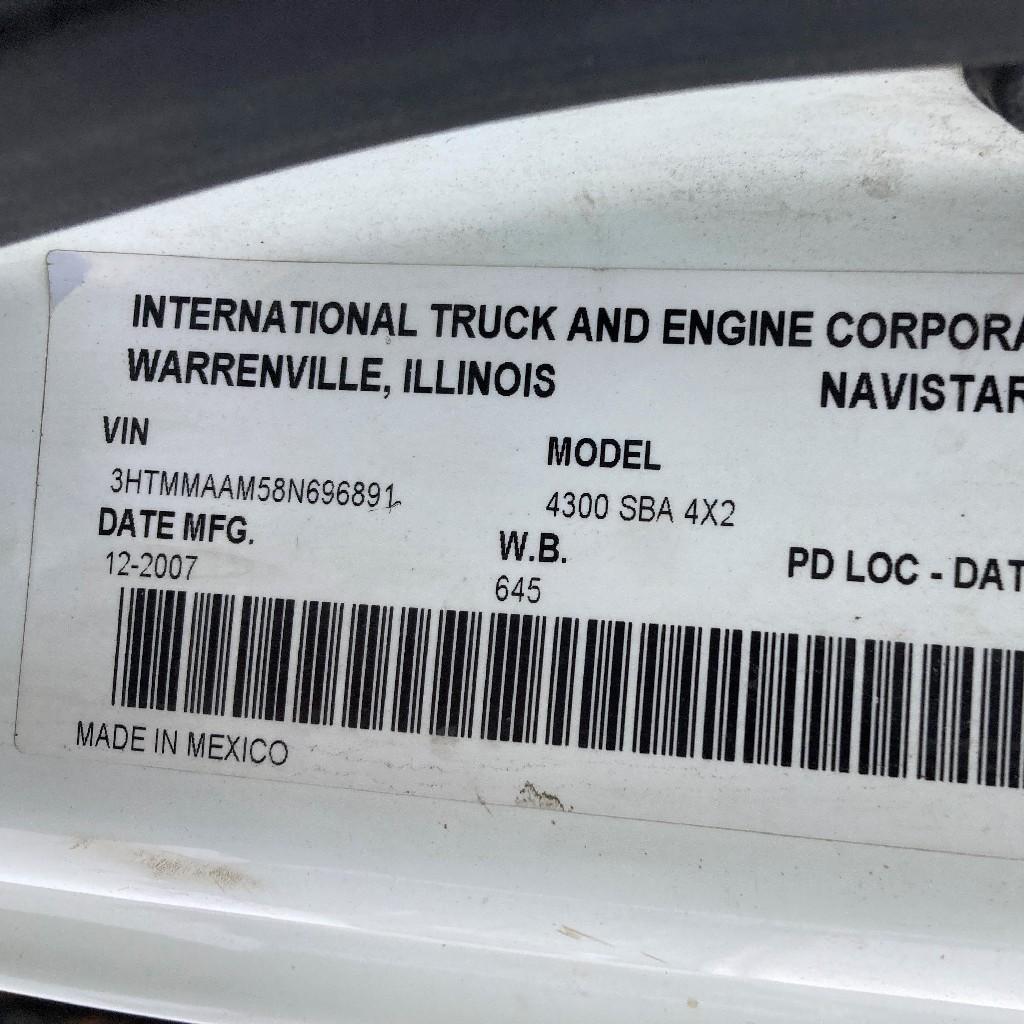 INTERNATIONAL TRUCK AND ENGINE CORPORA
WARRENVILLE, ILLINOIS NAVISTAR
VIN MODEL
3HTMMAAM58N696891 4300 SBA 4X2
DATE MFG. W.B. PD LOC - DAT
12-2007 645
MADE IN MEXICO